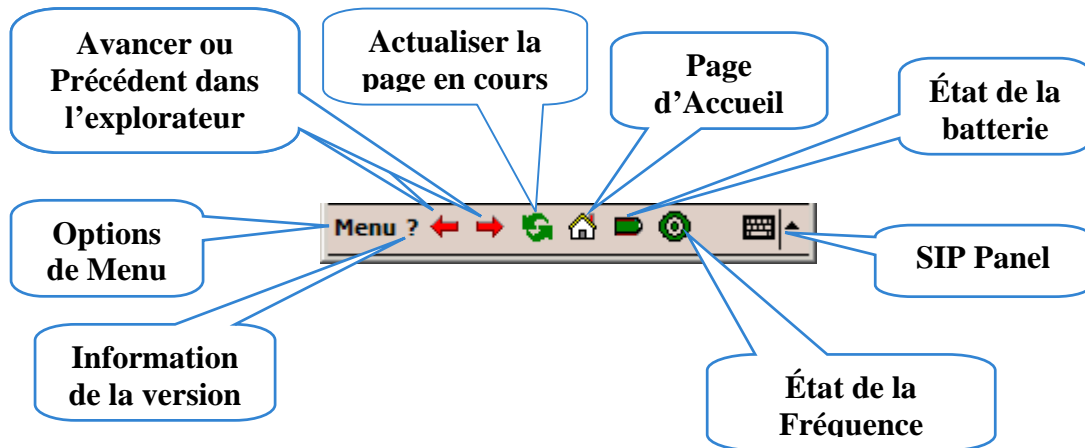 Avancer ou
Précédent dans
l’explorateur
Actualiser la
page en cours
Page
d’Accueil
État de la
batterie
Options
de Menu
Menu ?
SIP Panel
Information
de la version
État de la
Fréquence